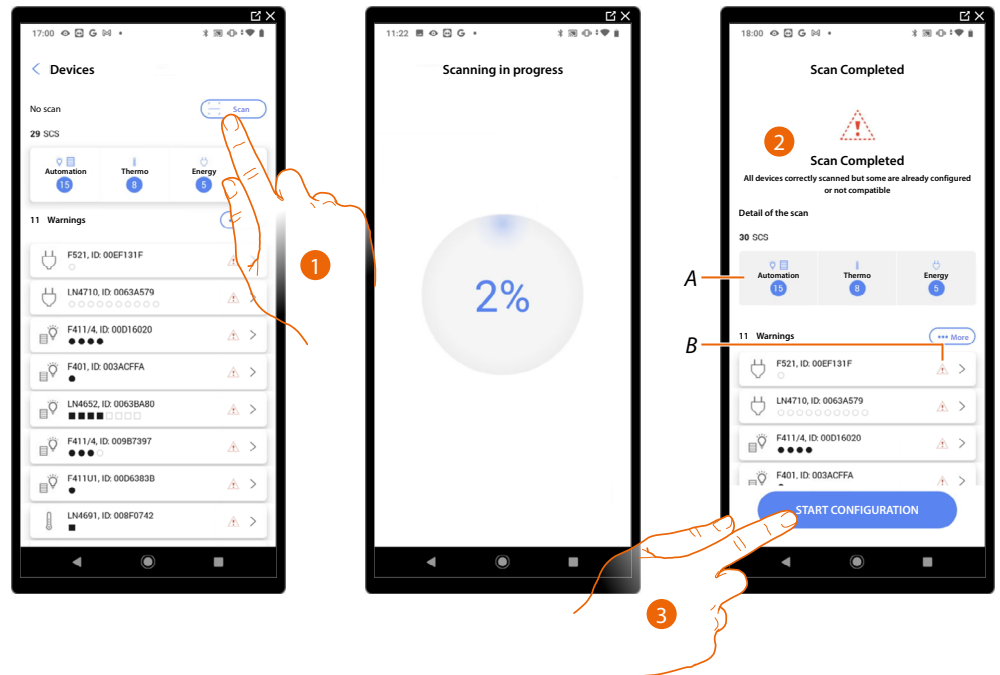 17:00 G
Devices
No scan
Scan
29 SCS
Automation Thermo Energy
15 8 5
11 Warnings
F521, ID: 00EF131F
LN4710, ID: 0063A579
F411/4, ID: 00D16020
F401, ID: 003ACFFA
LN4652, ID: 0063BA80
F411/4, ID: 009B7397
F411U1, ID: 00D6383B
LN4691, ID: 008F0742
1
11:22 G
Scanning in progress
2%
18:00 G
Scan Completed
2
Scan Completed
All devices correctly scanned but some are already configured
or not compatible
Detail of the scan
30 SCS
A
Automation Thermo Energy
15 8 5
11 Warnings
••• More
B
F521, ID: 00EF131F
LN4710, ID: 0063A579
F411/4, ID: 00D16020
F401, ID: 003ACFFA
START CONFIGURATION
3